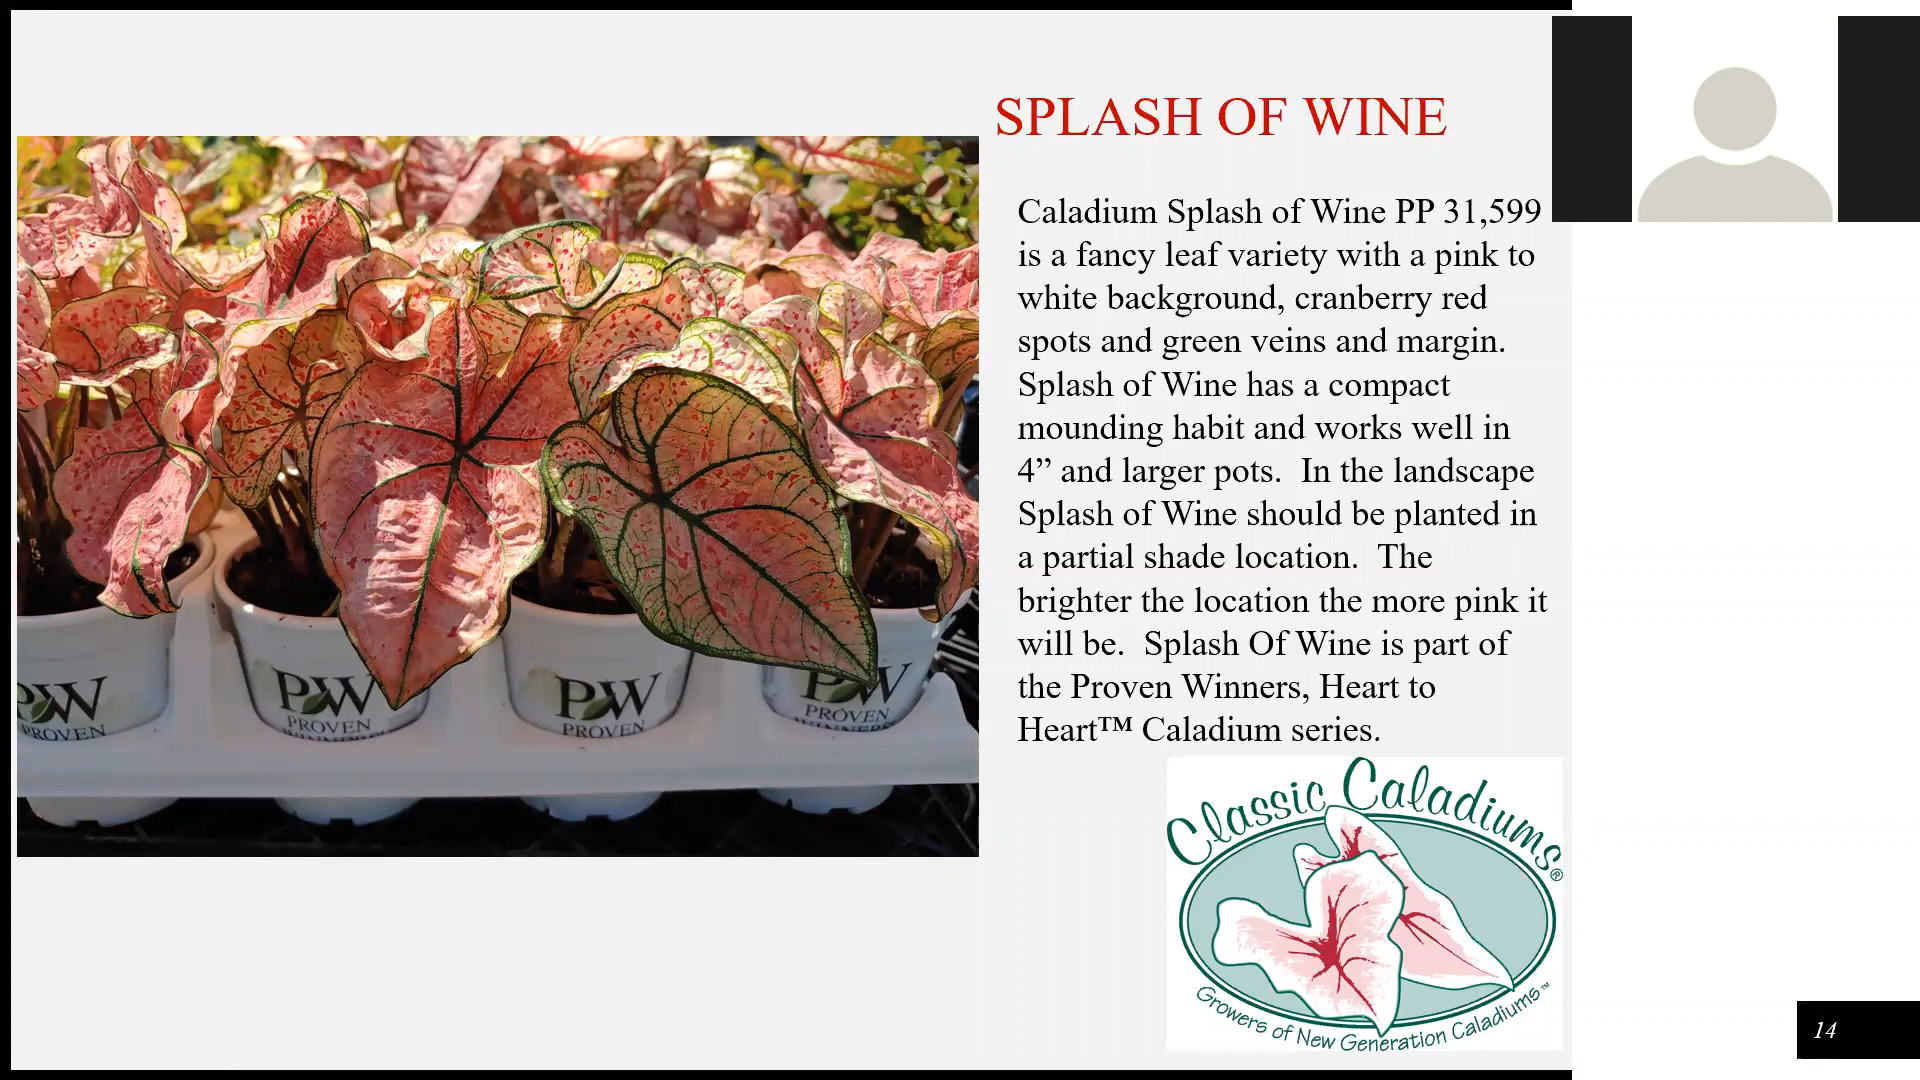 SPLASH OF WINE
Caladium Splash of Wine PP 31,599
is a fancy leaf variety with a pink to
white background, cranberry red
spots and green veins and margin.
Splash of Wine has a compact
mounding habit and works well in
4” and larger pots.  In the landscape
Splash of Wine should be planted in
a partial shade location.  The
brighter the location the more pink it
will be.  Splash Of Wine is part of
the Proven Winners, Heart to
Heart™ Caladium series.
PW
PROVEN
PW
PROVEN
WINNERS
PW
PROVEN
PW
PROVEN
WINNERS
Classic Caladiums®
Growers of New Generation Caladiums™
14